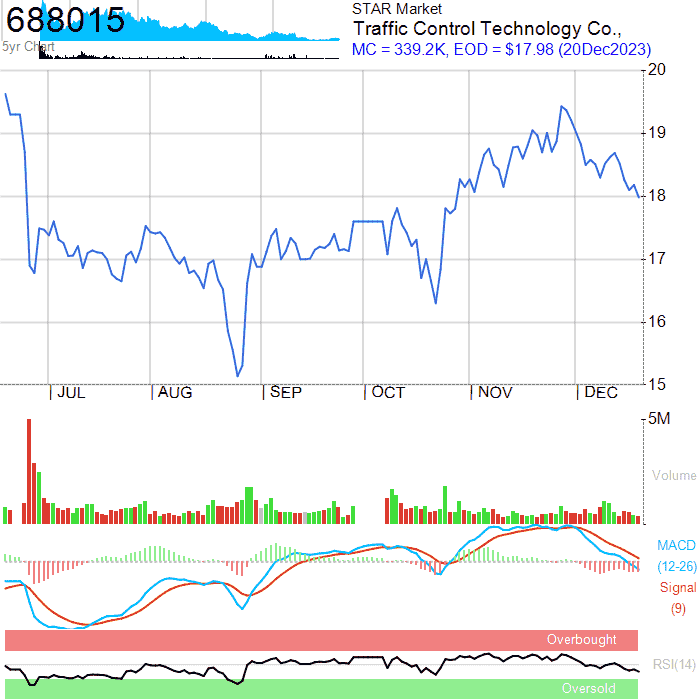 688015
5yr Chart
STAR Market
Traffic Control Technology Co.,
MC = 339.2K, EOD = $17.98 (20Dec2023)
20
19
18
17
16
15
JUL
AUG
SEP
OCT
NOV
DEC
5M
Volume
MACD
(12-26)
Signal
(9)
Overbought
RSI(14)
Oversold